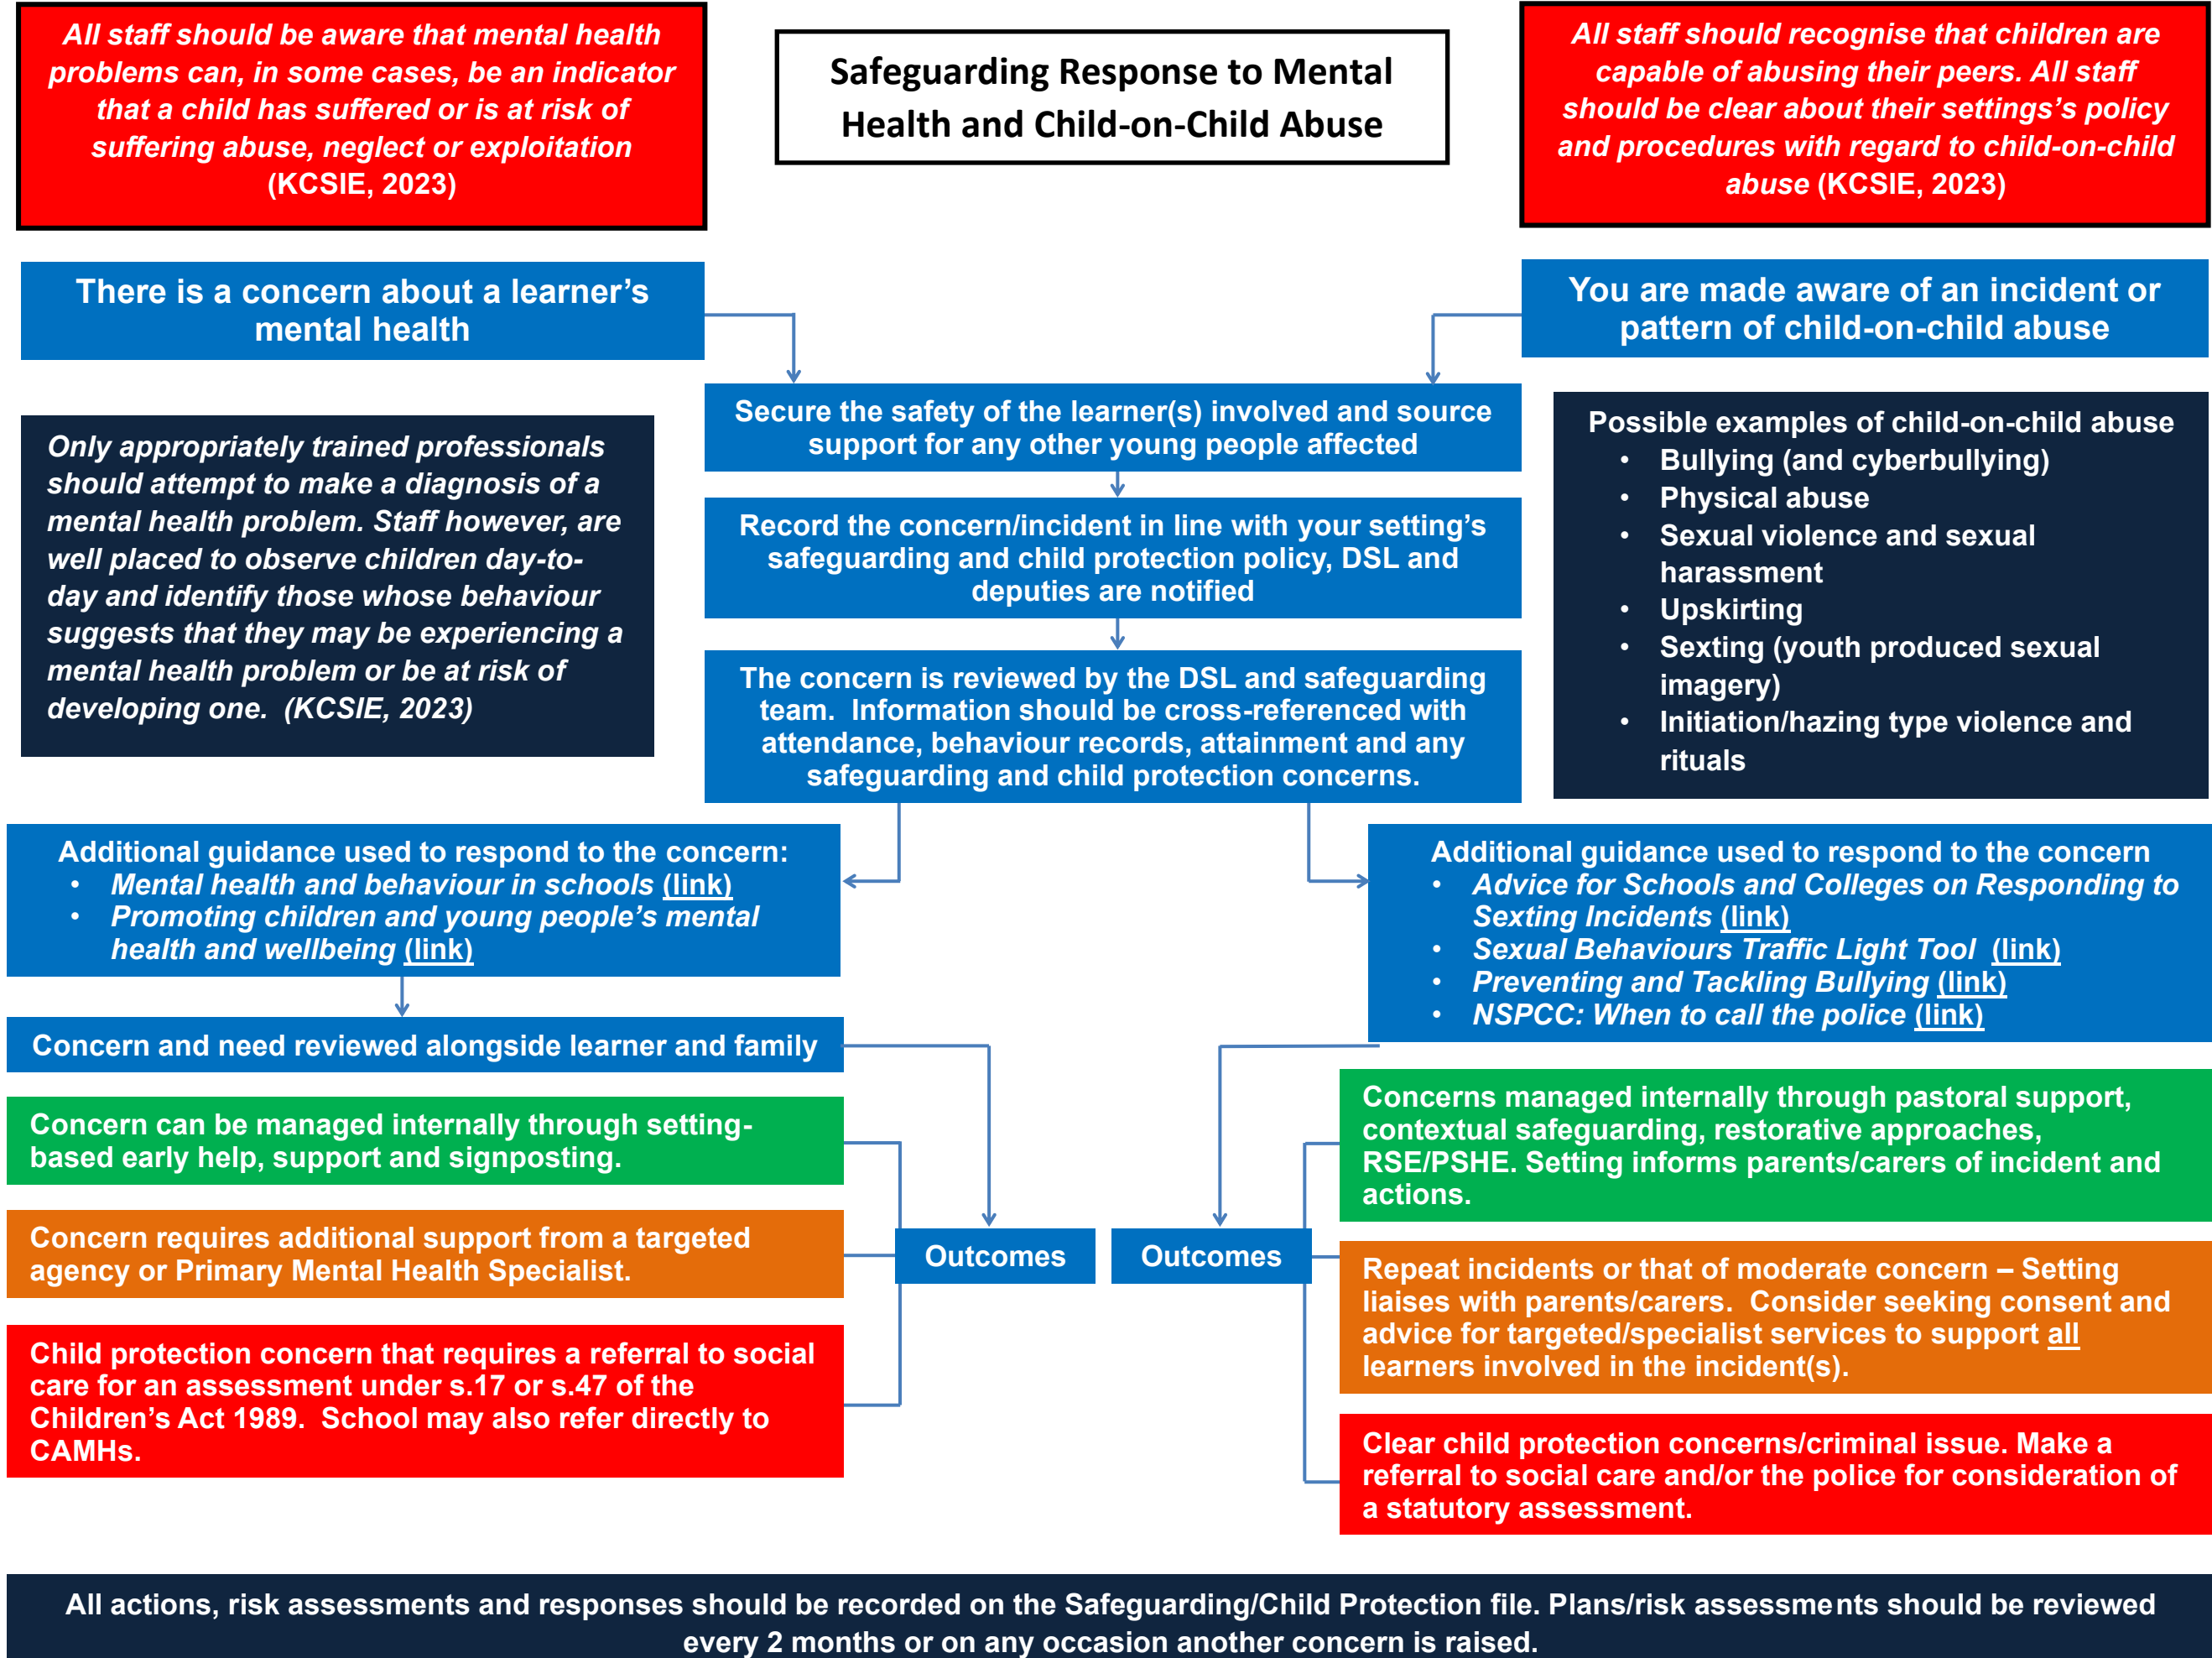 All staff should be aware that mental health
problems can, in some cases, be an indicator
that a child has suffered or is at risk of
suffering abuse, neglect or exploitation
(KCSIE, 2023)
Safeguarding Response to Mental
Health and Child-on-Child Abuse
All staff should recognise that children are
capable of abusing their peers. All staff
should be clear about their settings's policy
and procedures with regard to child-on-child
abuse (KCSIE, 2023)
There is a concern about a learner’s
mental health
You are made aware of an incident or
pattern of child-on-child abuse
Secure the safety of the learner(s) involved and source
support for any other young people affected
Only appropriately trained professionals
should attempt to make a diagnosis of a
mental health problem. Staff however, are
well placed to observe children day-to-
day and identify those whose behaviour
suggests that they may be experiencing a
mental health problem or be at risk of
developing one. (KCSIE, 2023)
Record the concern/incident in line with your setting’s
safeguarding and child protection policy, DSL and
deputies are notified
The concern is reviewed by the DSL and safeguarding
team. Information should be cross-referenced with
attendance, behaviour records, attainment and any
safeguarding and child protection concerns.
Possible examples of child-on-child abuse
• Bullying (and cyberbullying)
• Physical abuse
• Sexual violence and sexual
harassment
• Upskirting
• Sexting (youth produced sexual
imagery)
• Initiation/hazing type violence and
rituals
Additional guidance used to respond to the concern:
• Mental health and behaviour in schools (link)
• Promoting children and young people’s mental
health and wellbeing (link)
Additional guidance used to respond to the concern
• Advice for Schools and Colleges on Responding to
Sexting Incidents (link)
• Sexual Behaviours Traffic Light Tool (link)
• Preventing and Tackling Bullying (link)
• NSPCC: When to call the police (link)
Concern and need reviewed alongside learner and family
Concern can be managed internally through setting-
based early help, support and signposting.
Concern requires additional support from a targeted
agency or Primary Mental Health Specialist.
Child protection concern that requires a referral to social
care for an assessment under s.17 or s.47 of the
Children’s Act 1989. School may also refer directly to
CAMHs.
Outcomes
Outcomes
Concerns managed internally through pastoral support,
contextual safeguarding, restorative approaches,
RSE/PSHE. Setting informs parents/carers of incident and
actions.
Repeat incidents or that of moderate concern – Setting
liaises with parents/carers. Consider seeking consent and
advice for targeted/specialist services to support all
learners involved in the incident(s).
Clear child protection concerns/criminal issue. Make a
referral to social care and/or the police for consideration of
a statutory assessment.
All actions, risk assessments and responses should be recorded on the Safeguarding/Child Protection file. Plans/risk assessments should be reviewed
every 2 months or on any occasion another concern is raised.